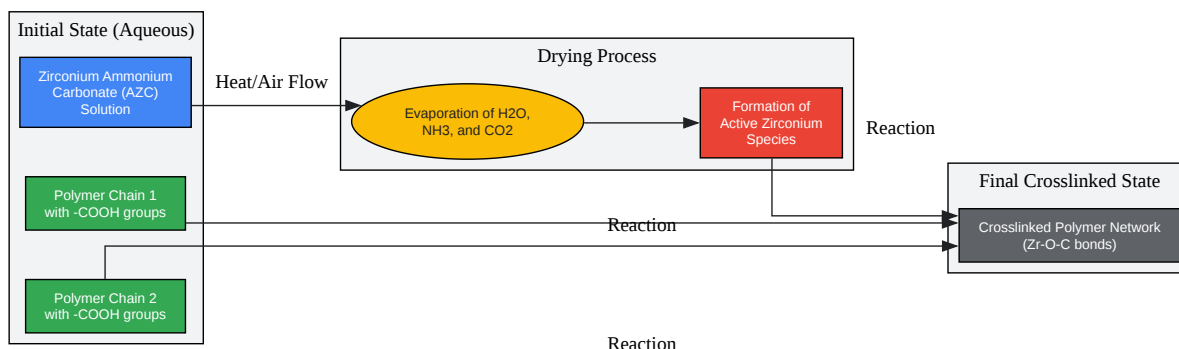 Initial State (Aqueous)
Zirconium Ammonium
Carbonate (AZC)
Solution
Polymer Chain 1
with -COOH groups
Polymer Chain 2
with -COOH groups
Heat/Air Flow
Drying Process
Evaporation of H2O,
NH3, and CO2
Formation of
Active Zirconium
Species
Reaction
Reaction
Reaction
Final Crosslinked State
Crosslinked Polymer Network
(Zr-O-C bonds)